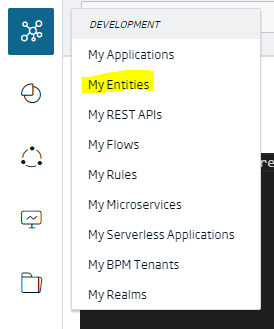 DEVELOPMENT
My Applications
My Entities
My REST APIs
My Flows
re
My Rules
My Microservices
My Serverless Applications
My BPM Tenants
My Realms